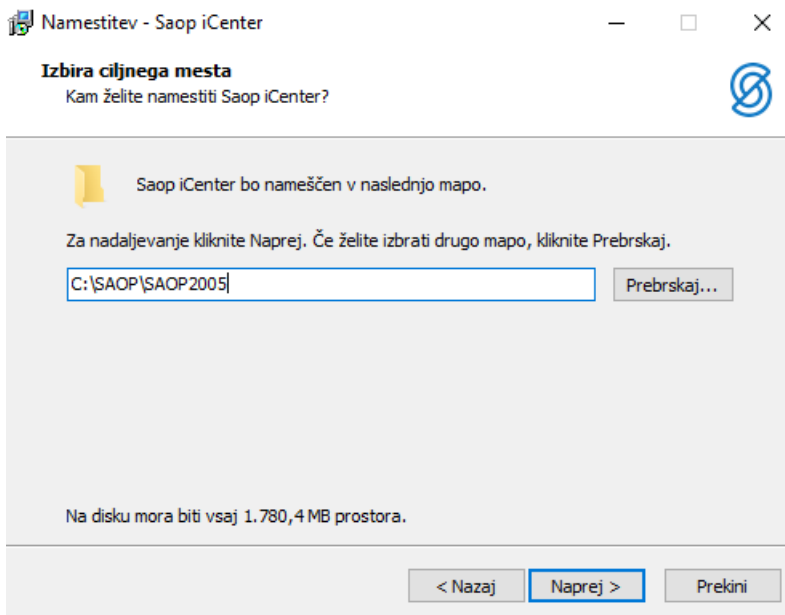 Namestitev - Saop iCenter
Izbira ciljnega mesta
Kam želite namestiti Saop iCenter?
Saop iCenter bo nameščen v naslednjo mapo.
Za nadaljevanje kliknite Naprej. Če želite izbrati drugo mapo, kliknite Prebrskaj.
C:\SAOP\SAOP2005
Prebrskaj...
Na disku mora biti vsaj 1.780,4 MB prostora.
< Nazaj
Naprej >
Prekini